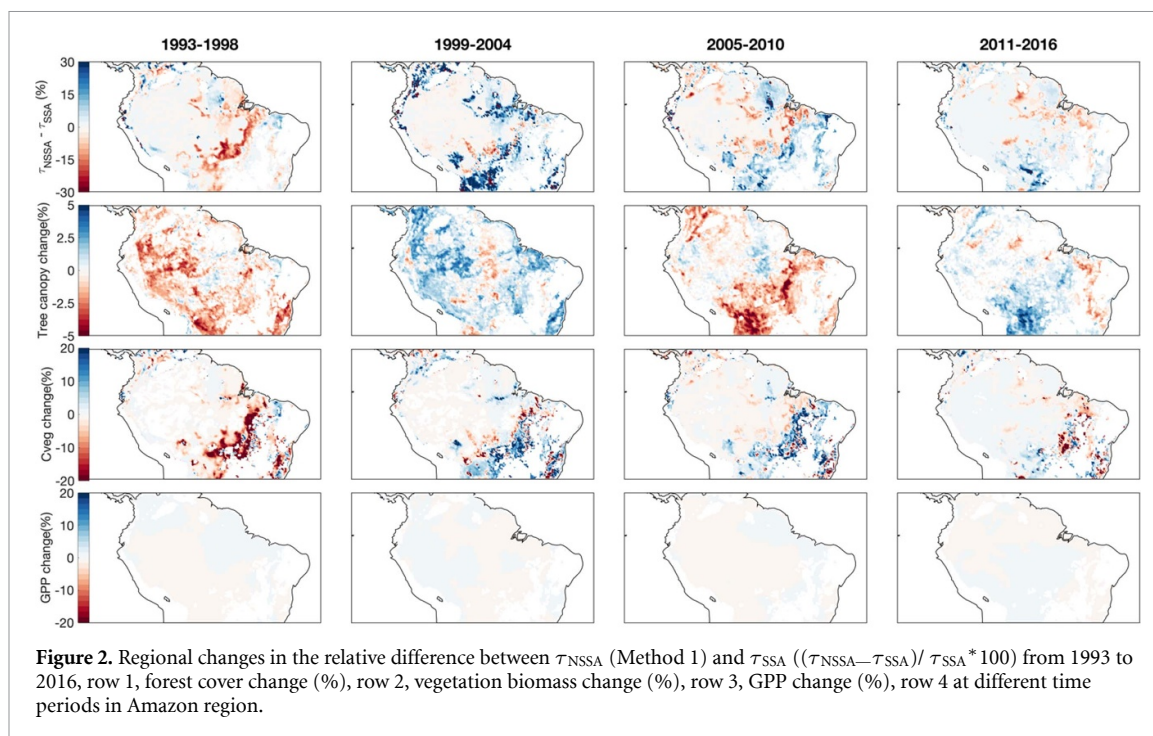 1993-1998 1999-2004 2005-2010 2011-2016
τNSSA - τSSA (%)
30
15
0
-15
-30
Tree canopy change(%)
5
2.5
0
-2.5
-5
Cveg change(%)
20
10
0
-10
-20
GPP change(%)
20
10
0
-10
-20
Figure 2. Regional changes in the relative difference between τNSSA (Method 1) and τSSA ((τNSSA—τSSA)/ τSSA*100) from 1993 to
2016, row 1, forest cover change (%), row 2, vegetation biomass change (%), row 3, GPP change (%), row 4 at different time
periods in Amazon region.